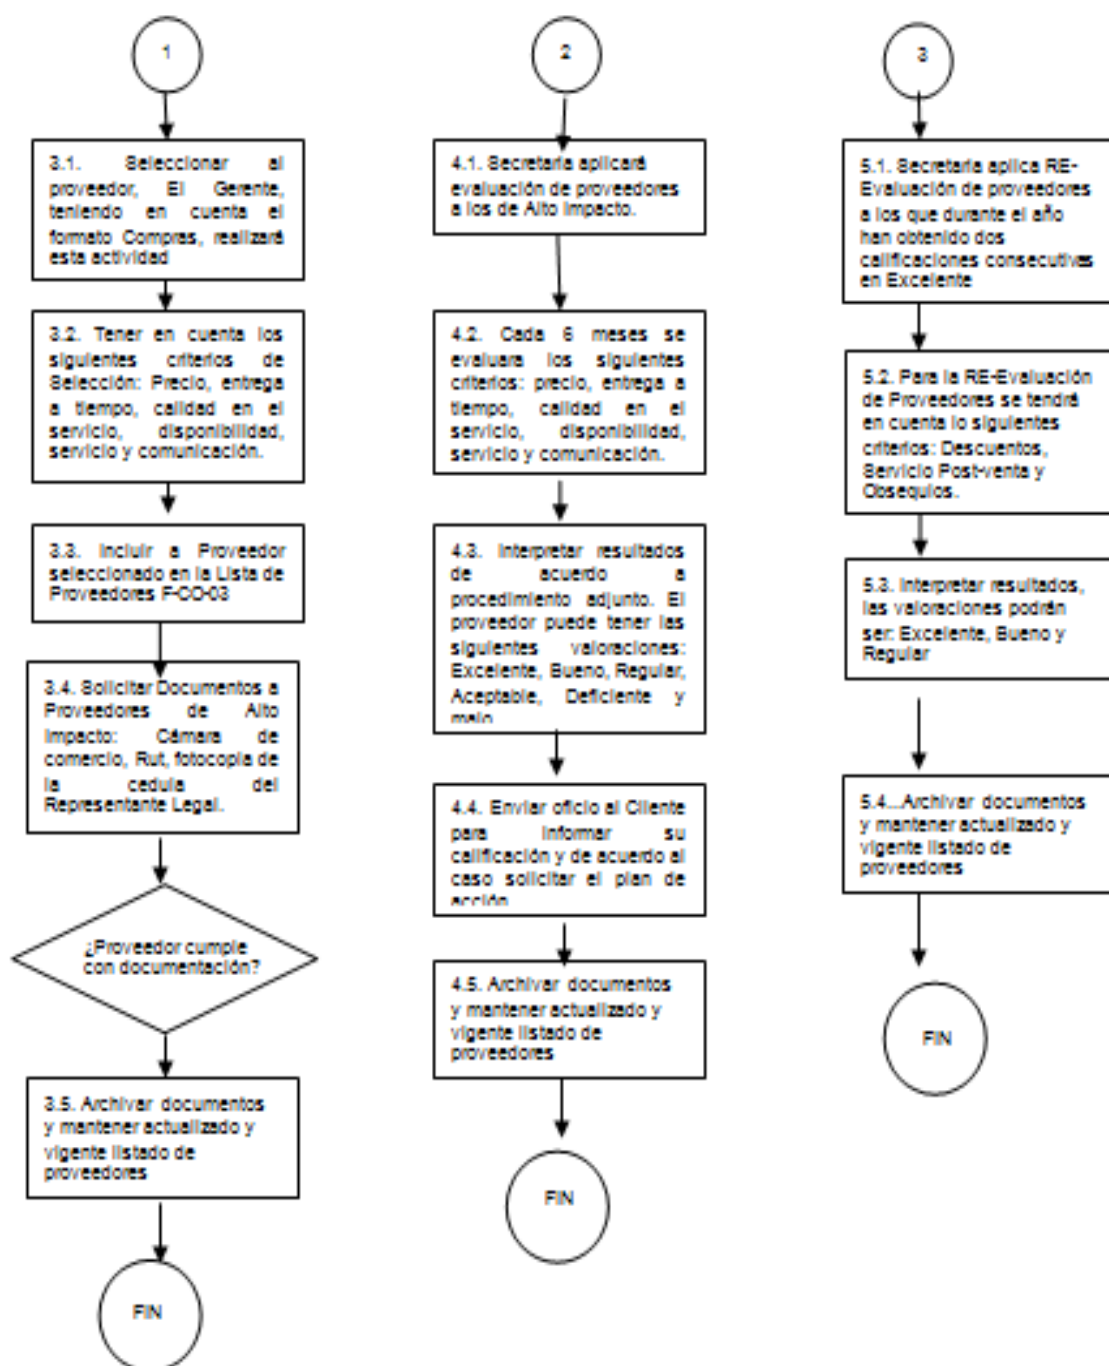 1
3.1. Seleccionar al
proveedor, El Gerente,
teniendo en cuenta el
formato Compras, realizará
esta actividad
3.2. Tener en cuenta los
siguientes criterios de
Selección: Precio, entrega
a tiempo, calidad en el
servicio, disponibilidad,
servicio y comunicación.
3.3. Incluir a Proveedor
seleccionado en la Lista de
Proveedores F-CO-03
3.4. Solicitar Documentos a
Proveedores de Alto
Impacto: Cámara de
comercio, Rut, fotocopia de
la cedula del
Representante Legal.
¿Proveedor cumple
con documentación?
3.5. Archivar documentos
y mantener actualizado y
vigente listado de
proveedores
FIN
2
4.1. Secretaria aplicará
evaluación de proveedores
a los de Alto Impacto.
4.2. Cada 6 meses se
evaluara los siguientes
criterios: precio, entrega a
tiempo, calidad en el
servicio, disponibilidad,
servicio y comunicación.
4.3. Interpretar resultados
de acuerdo a
procedimiento adjunto. El
proveedor puede tener las
siguientes valoraciones:
Excelente, Bueno, Regular,
Aceptable, Deficiente y
malo
4.4. Enviar oficio al Cliente
para informar su
calificación y de acuerdo al
caso solicitar el plan de
acción
4.5. Archivar documentos
y mantener actualizado y
vigente listado de
proveedores
FIN
3
5.1. Secretaria aplica RE-
Evaluación de proveedores
a los que durante el año
han obtenido dos
calificaciones consecutivas
en Excelente
5.2. Para la RE-Evaluación
de Proveedores se tendrá
en cuenta lo siguientes
criterios: Descuentos,
Servicio Post-venta y
Obsequios.
5.3. Interpretar resultados,
las valoraciones podrán
ser: Excelente, Bueno y
Regular
5.4...Archivar documentos
y mantener actualizado y
vigente listado de
proveedores
FIN